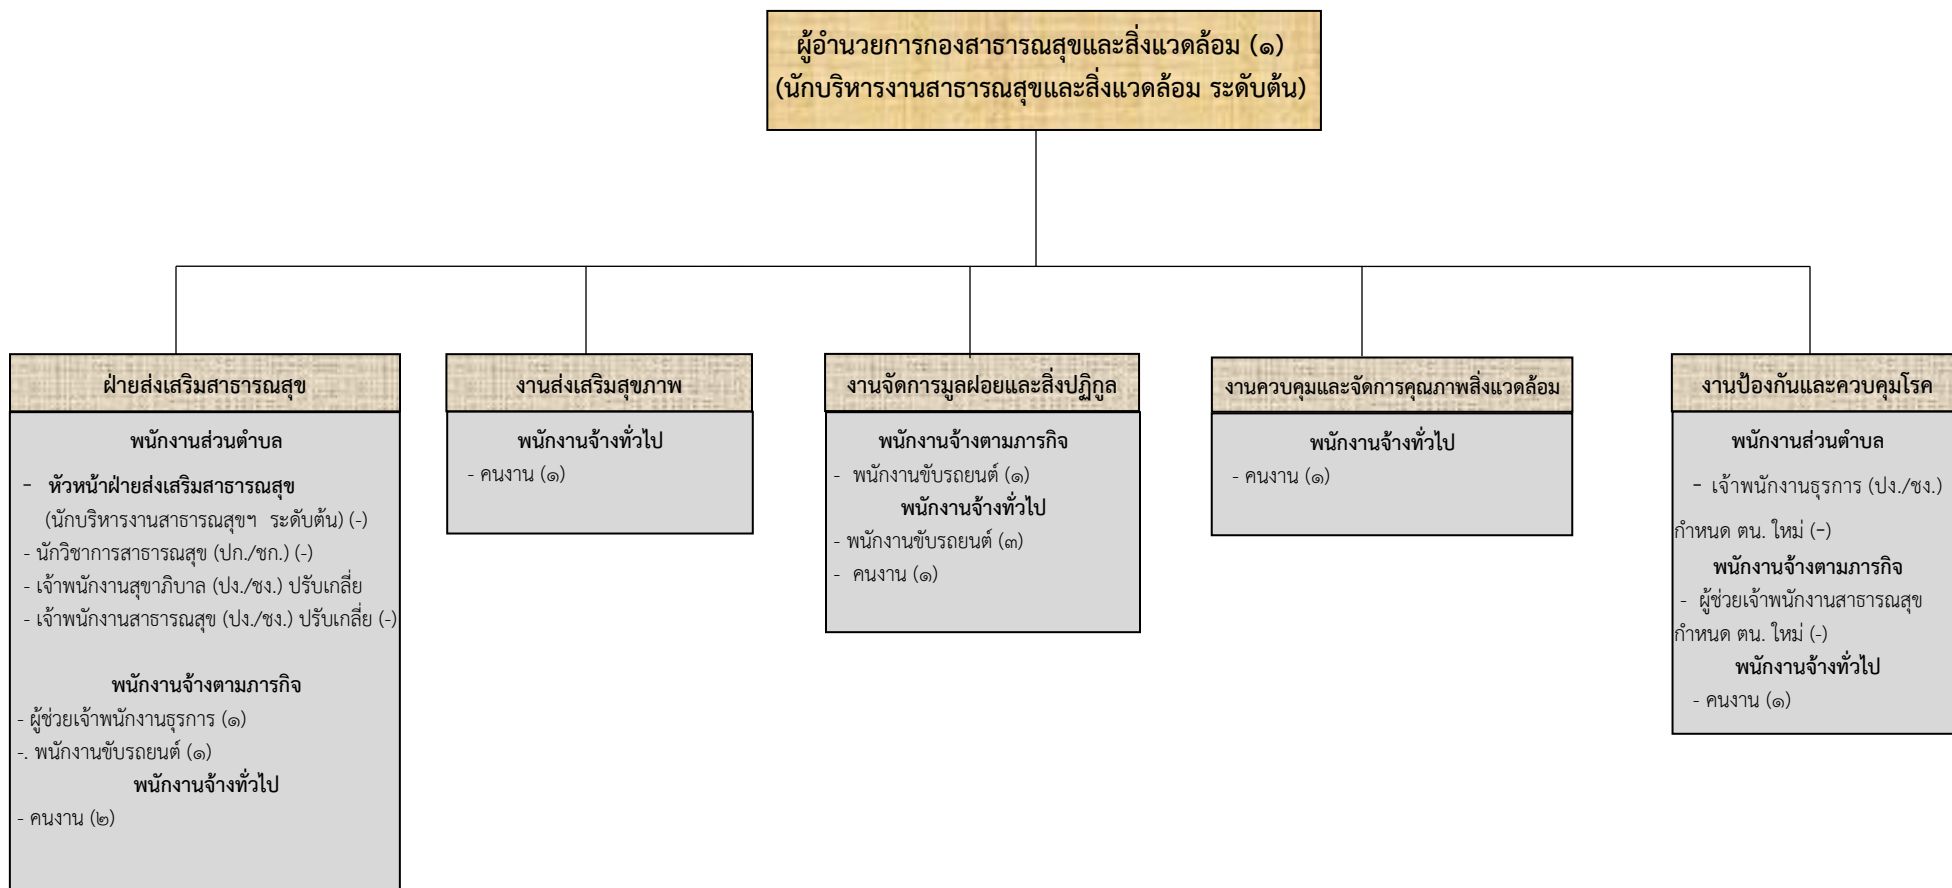 ผู้อำนวยการกองสาธารณสุขและสิ่งแวดล้อม (๑)
(นักบริหารงานสาธารณสุขและสิ่งแวดล้อม ระดับต้น)
ฝ่ายส่งเสริมสาธารณสุข
พนักงานส่วนตำบล
- หัวหน้าฝ่ายส่งเสริมสาธารณสุข
(นักบริหารงานสาธารณสุขฯ ระดับต้น) (-)
- นักวิชาการสาธารณสุข (ปก./ชก.) (-)
- เจ้าพนักงานสุขาภิบาล (ปง./ชง.) ปรับเกลี่ย
- เจ้าพนักงานสาธารณสุข (ปง./ชง.) ปรับเกลี่ย (-)
พนักงานจ้างตามภารกิจ
- ผู้ช่วยเจ้าพนักงานธุรการ (๑)
-. พนักงานขับรถยนต์ (๑)
พนักงานจ้างทั่วไป
- คนงาน (๒)
งานส่งเสริมสุขภาพ
พนักงานจ้างทั่วไป
- คนงาน (๑)
งานจัดการมูลฝอยและสิ่งปฏิกูล
พนักงานจ้างตามภารกิจ
- พนักงานขับรถยนต์ (๑)
พนักงานจ้างทั่วไป
- พนักงานขับรถยนต์ (๓)
- คนงาน (๑)
งานควบคุมและจัดการคุณภาพสิ่งแวดล้อม
พนักงานจ้างทั่วไป
- คนงาน (๑)
งานป้องกันและควบคุมโรค
พนักงานส่วนตำบล
- เจ้าพนักงานธุรการ (ปง./ชง.)
กำหนด ตน. ใหม่ (-)
พนักงานจ้างตามภารกิจ
- ผู้ช่วยเจ้าพนักงานสาธารณสุข
กำหนด ตน. ใหม่ (-)
พนักงานจ้างทั่วไป
- คนงาน (๑)